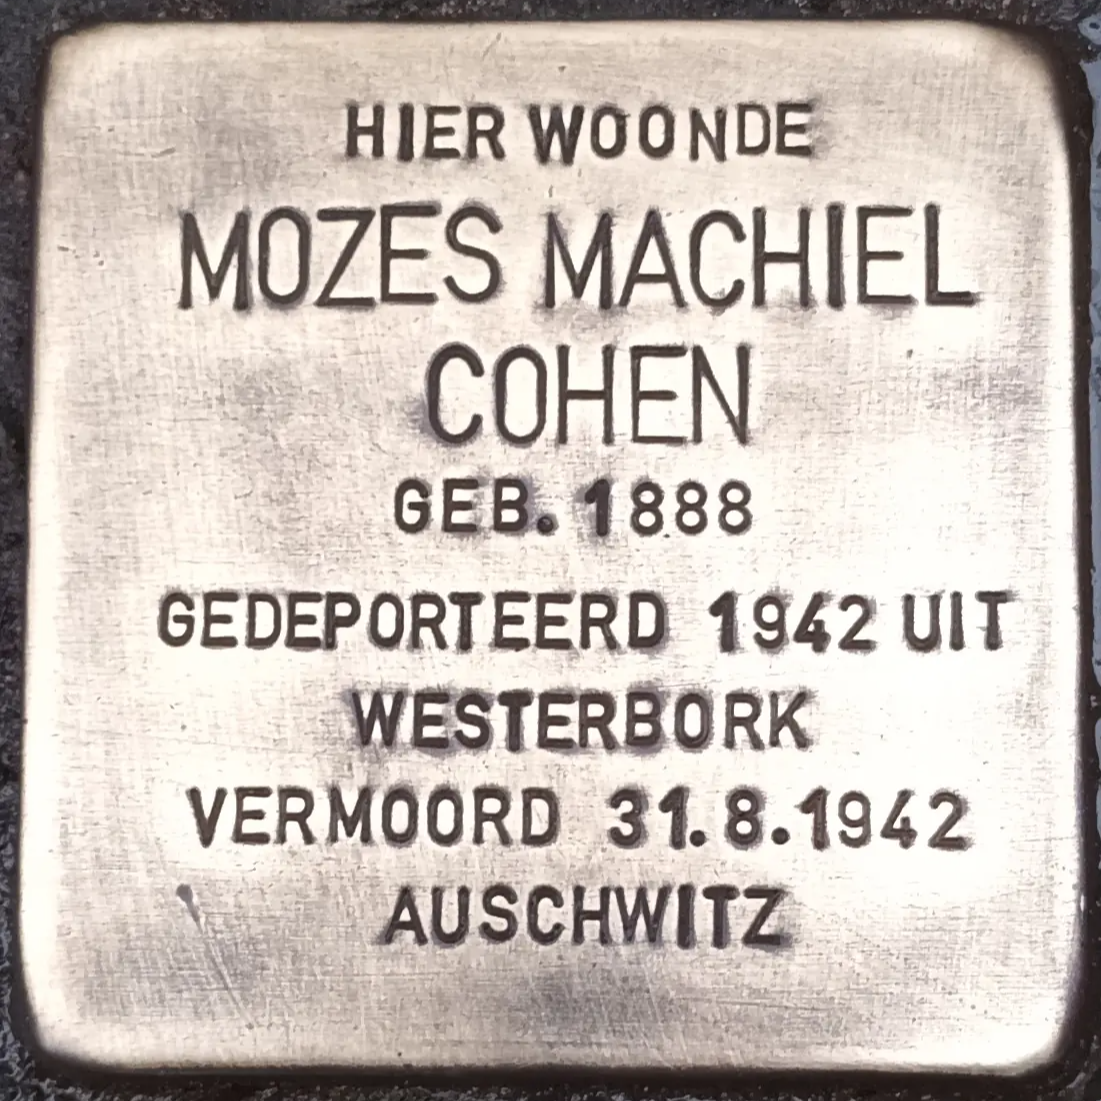 HIER WOONDE
MOZES MACHIEL
COHEN
GEB. 1888
GEDEPORTEERD 1942 UIT
WESTERBORK
VERMOORD 31.8.1942
AUSCHWITZ